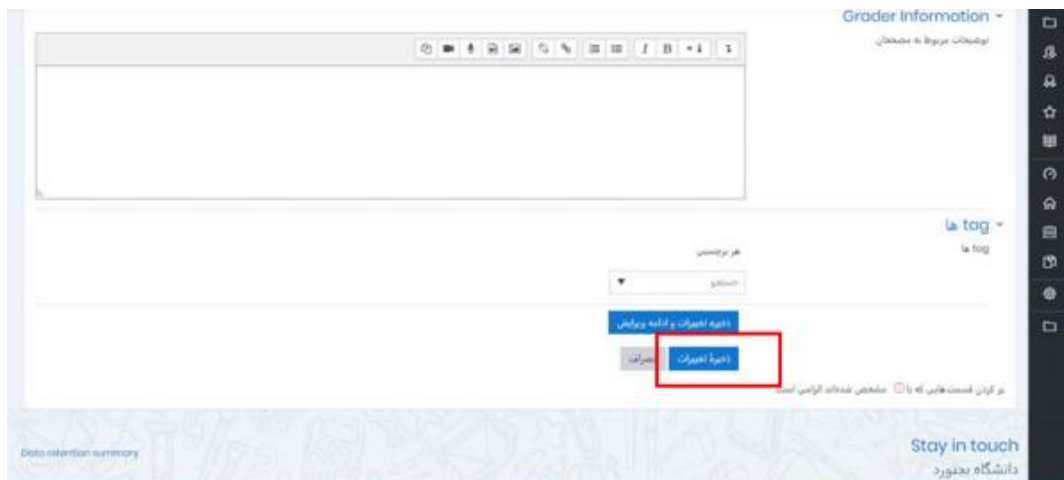 Grader Information
توضیحات مربوط به مصححان
B I
tag ها
tag ها
هر برچسبی
جستجو
ذخیره تغییرات و ادامه ویرایش
ذخیرهٔ تغییرات
پر کردن قسمت‌هایی که با مشخص شده‌اند الزامی است.
Stay in touch
دانشگاه بجنورد
Data retention summary